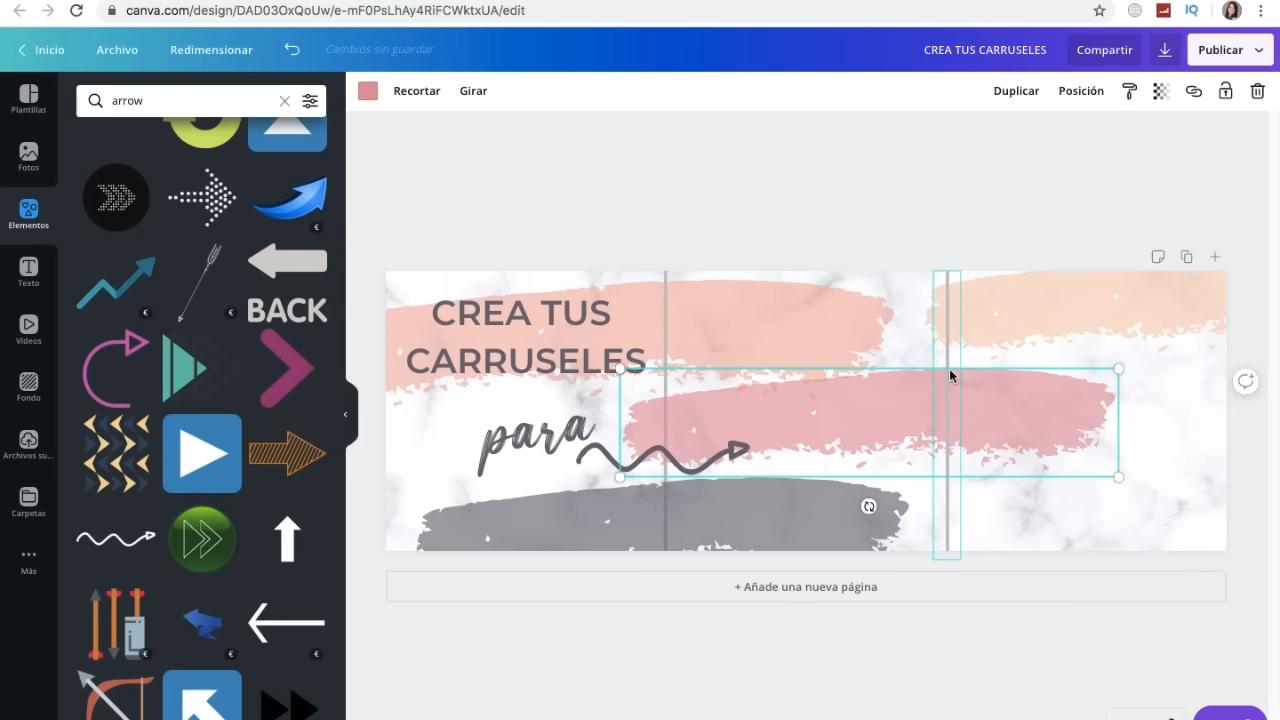 canva.com/design/DAD03OxQoUw/e-mF0PsLhAy4RiFCWktxUA/edit
Inicio Archivo Redimensionar Cambios sin guardar CREA TUS CARRUSELES Compartir Publicar
Plantillas
Fotos
Elementos
Texto
Vídeos
Fondo
Archivos su...
Carpetas
Más
arrow
€
€
€
BACK
€
€
€
Recortar Girar Duplicar Posición
CREA TUS
CARRUSELES
para
+ Añade una nueva página